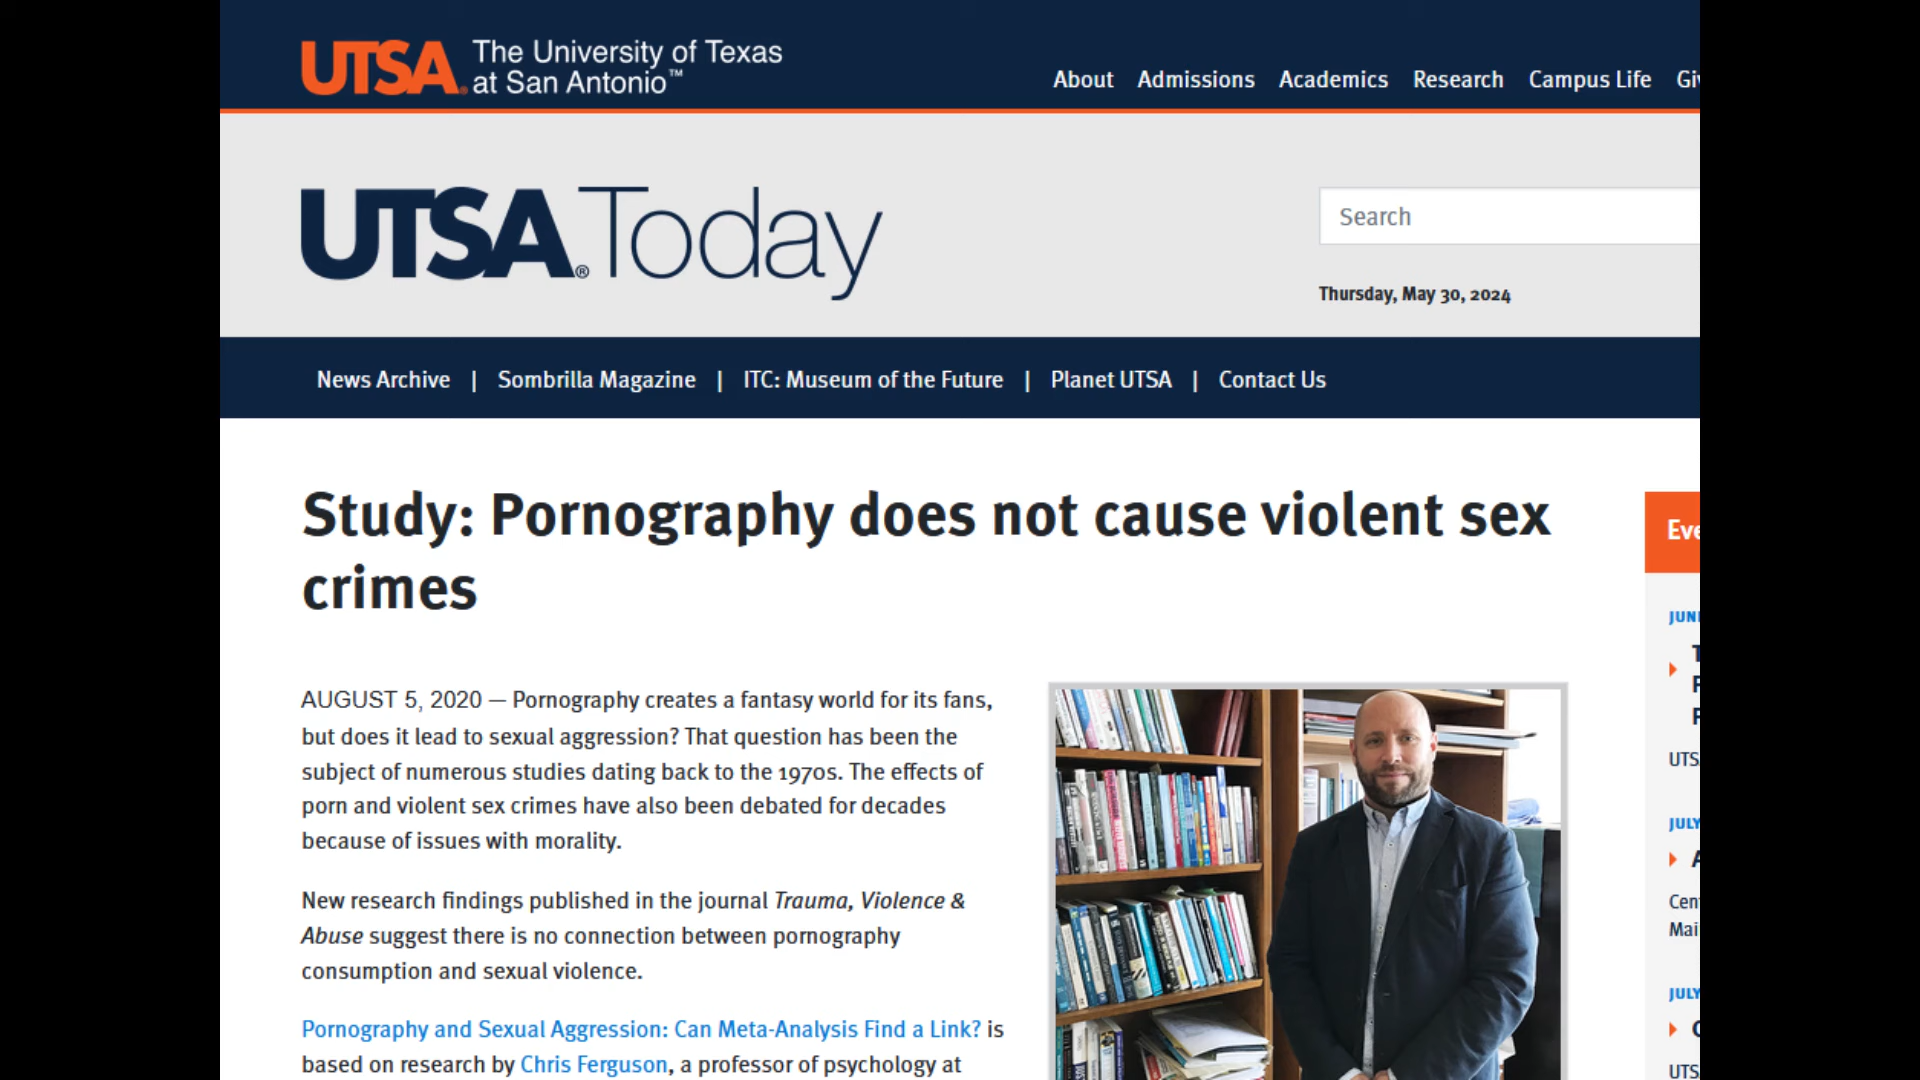 UTSA® The University of Texas
at San Antonio™
About Admissions Academics Research Campus Life
UTSA®Today
Search
Thursday, May 30, 2024
News Archive | Sombrilla Magazine | ITC: Museum of the Future | Planet UTSA | Contact Us
Study: Pornography does not cause violent sex
crimes
AUGUST 5, 2020 — Pornography creates a fantasy world for its fans,
but does it lead to sexual aggression? That question has been the
subject of numerous studies dating back to the 1970s. The effects of
porn and violent sex crimes have also been debated for decades
because of issues with morality.
New research findings published in the journal Trauma, Violence &
Abuse suggest there is no connection between pornography
consumption and sexual violence.
Pornography and Sexual Aggression: Can Meta-Analysis Find a Link? is
based on research by Chris Ferguson, a professor of psychology at